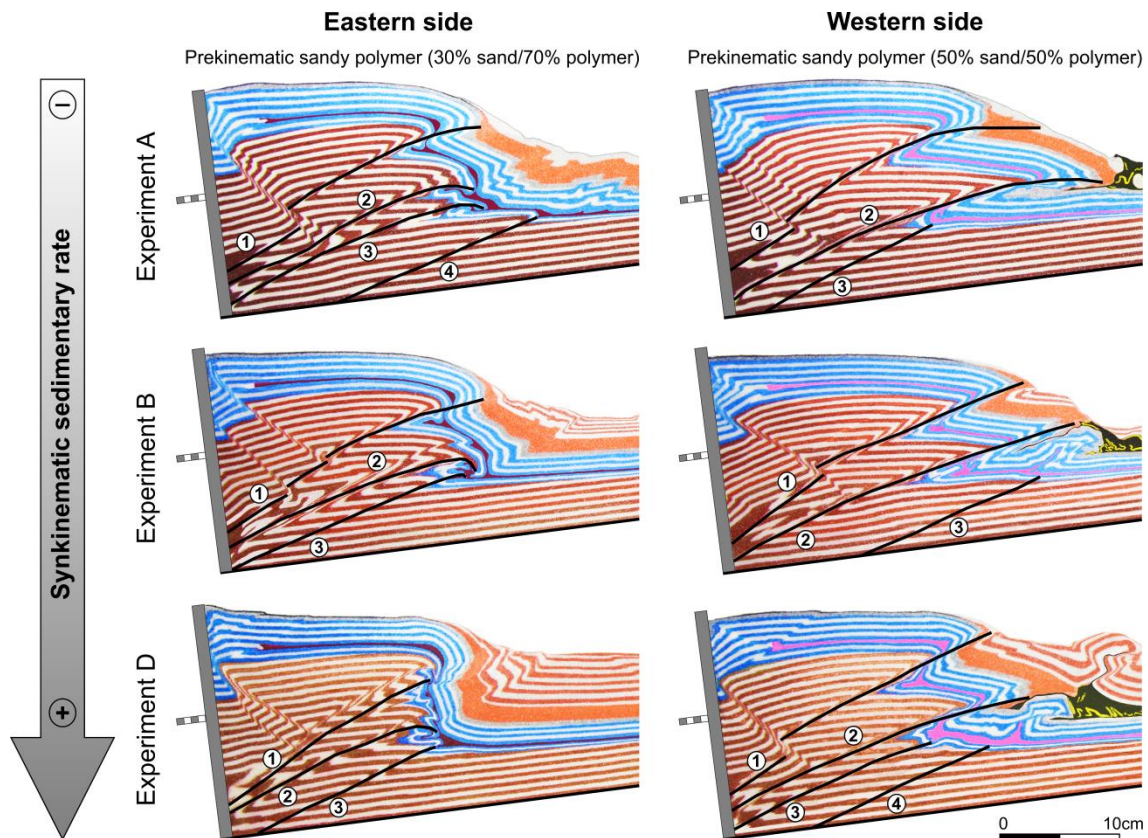 Eastern side
Western side
Prekinematic sandy polymer (30% sand/70% polymer)
Prekinematic sandy polymer (50% sand/50% polymer)
Synkinematic sedimentary rate
−
+
Experiment A
1
2
3
4
1
2
3
Experiment B
1
2
3
1
2
3
Experiment D
1
2
3
1
2
3
4
0
10cm